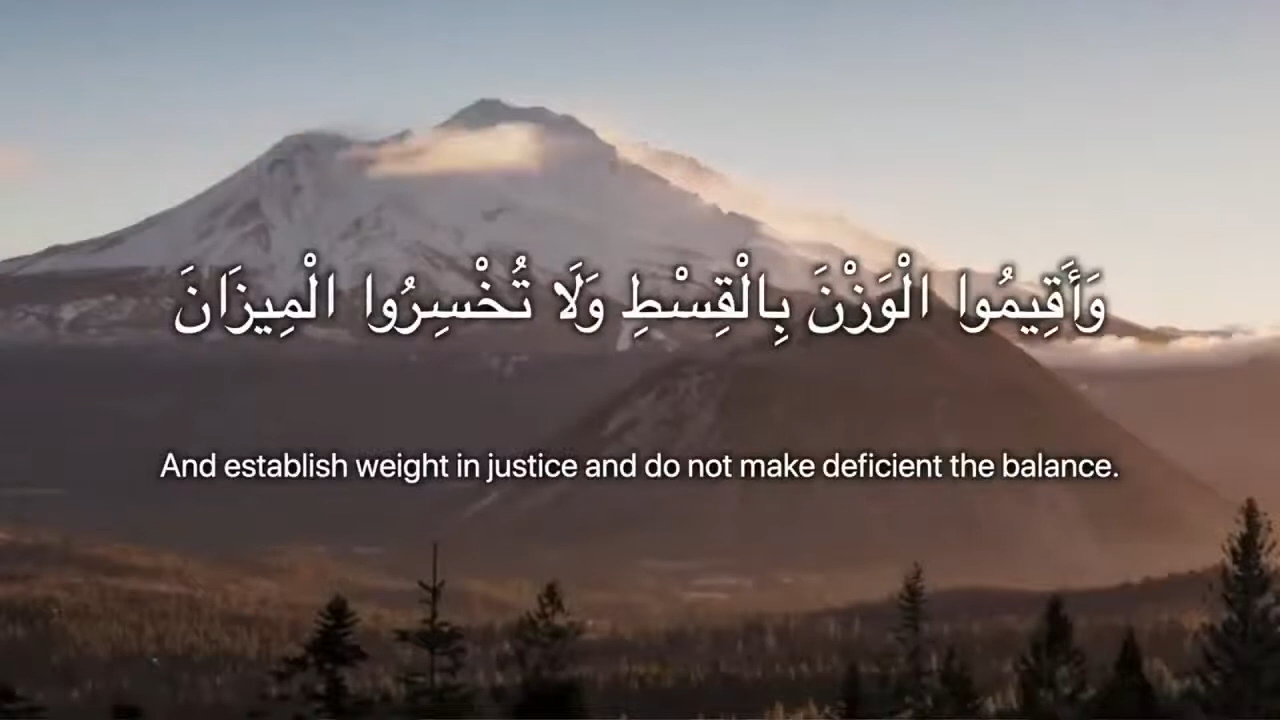 وَأَقِيمُوا الْوَزْنَ بِالْقِسْطِ وَلَا تُخْسِرُوا الْمِيزَانَ
And establish weight in justice and do not make deficient the balance.